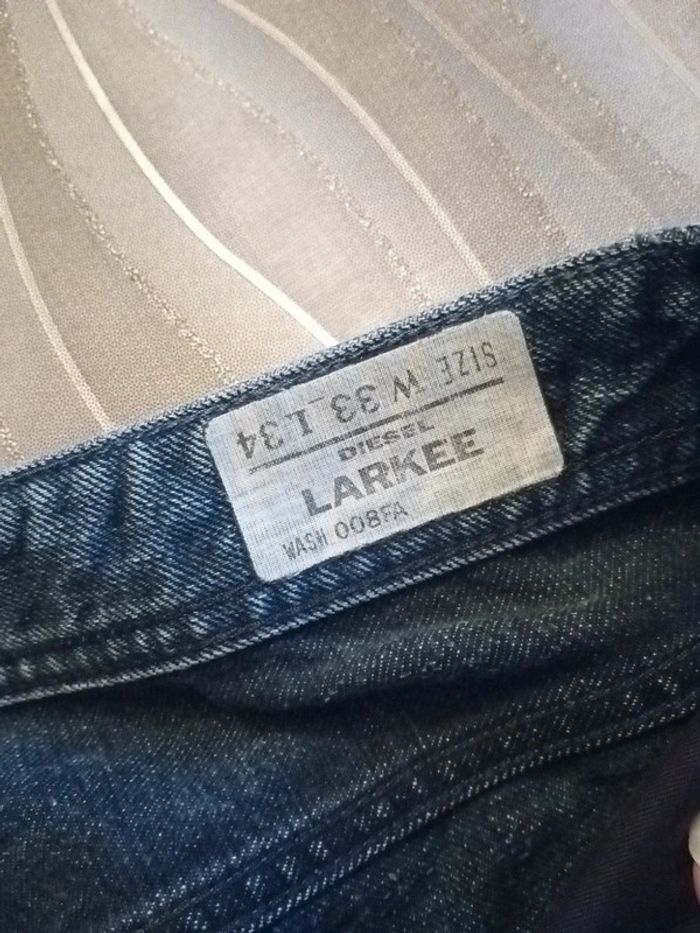 SIZE W 33 L 34
DIESEL
LARKEE
WASH 008FA